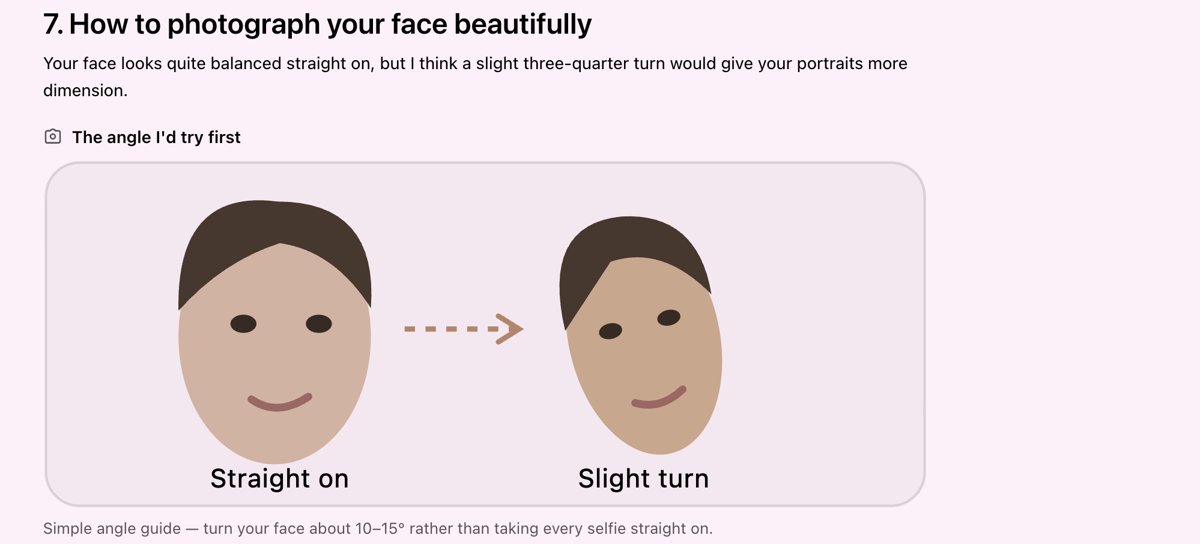 7. How to photograph your face beautifully
Your face looks quite balanced straight on, but I think a slight three-quarter turn would give your portraits more
dimension.
The angle I'd try first
Straight on
Slight turn
Simple angle guide — turn your face about 10–15° rather than taking every selfie straight on.